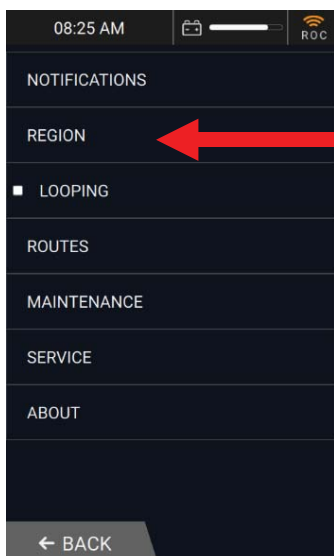 08:25 AM
ROC
NOTIFICATIONS
REGION
LOOPING
ROUTES
MAINTENANCE
SERVICE
ABOUT
← BACK